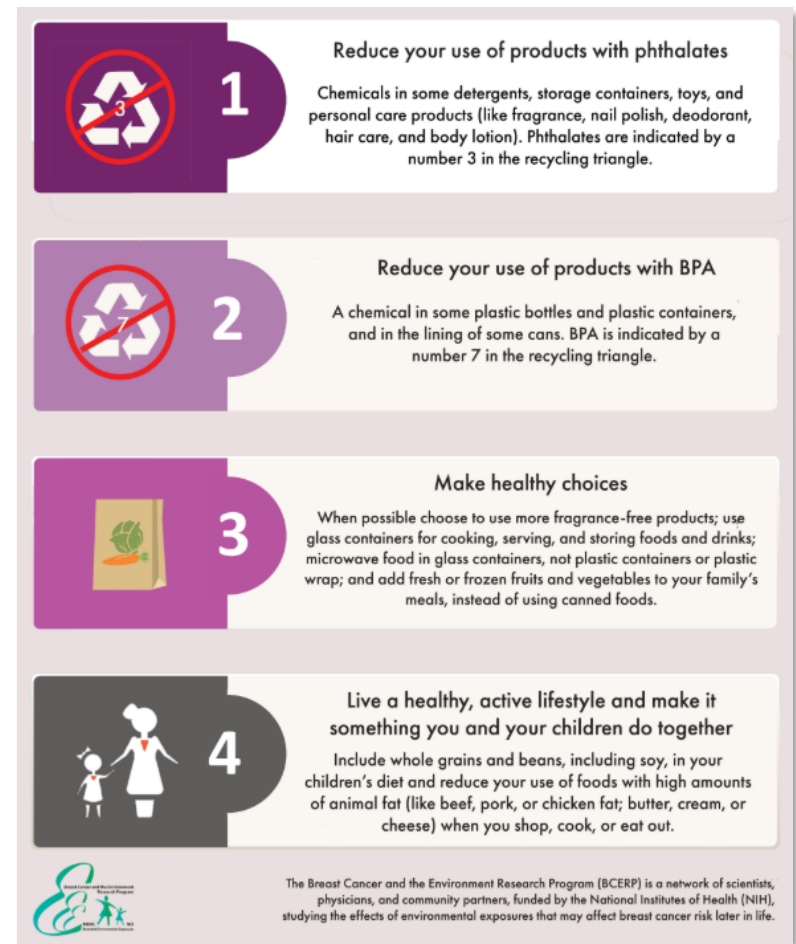 3
1
Reduce your use of products with phthalates
Chemicals in some detergents, storage containers, toys, and
personal care products (like fragrance, nail polish, deodorant,
hair care, and body lotion). Phthalates are indicated by a
number 3 in the recycling triangle.
7
2
Reduce your use of products with BPA
A chemical in some plastic bottles and plastic containers,
and in the lining of some cans. BPA is indicated by a
number 7 in the recycling triangle.
3
Make healthy choices
When possible choose to use more fragrance-free products; use
glass containers for cooking, serving, and storing foods and drinks;
microwave food in glass containers, not plastic containers or plastic
wrap; and add fresh or frozen fruits and vegetables to your family's
meals, instead of using canned foods.
4
Live a healthy, active lifestyle and make it
something you and your children do together
Include whole grains and beans, including soy, in your
children's diet and reduce your use of foods with high amounts
of animal fat (like beef, pork, or chicken fat; butter, cream, or
cheese) when you shop, cook, or eat out.
Breast Cancer and the Environment
Research Program
The Breast Cancer and the Environment Research Program (BCERP) is a network of scientists,
physicians, and community partners, funded by the National Institutes of Health (NIH),
studying the effects of environmental exposures that may affect breast cancer risk later in life.